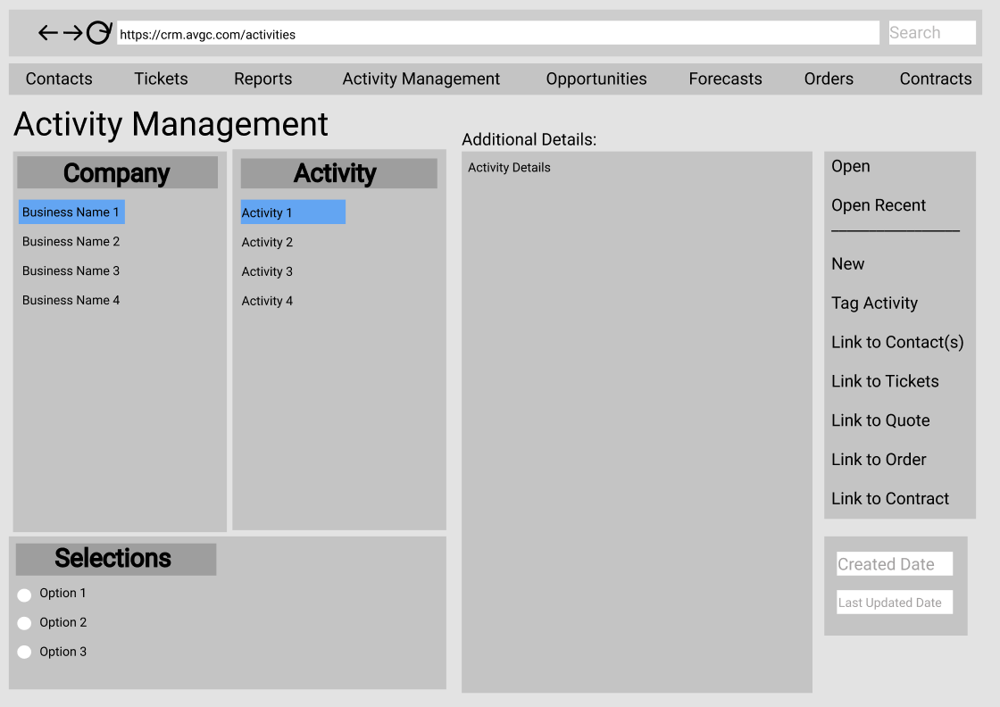 https://crm.avgc.com/activities
Search
Contacts Tickets Reports Activity Management Opportunities Forecasts Orders Contracts
Activity Management
Company
Business Name 1
Business Name 2
Business Name 3
Business Name 4
Activity
Activity 1
Activity 2
Activity 3
Activity 4
Selections
Option 1
Option 2
Option 3
Additional Details:
Activity Details
Open
Open Recent
New
Tag Activity
Link to Contact(s)
Link to Tickets
Link to Quote
Link to Order
Link to Contract
Created Date
Last Updated Date